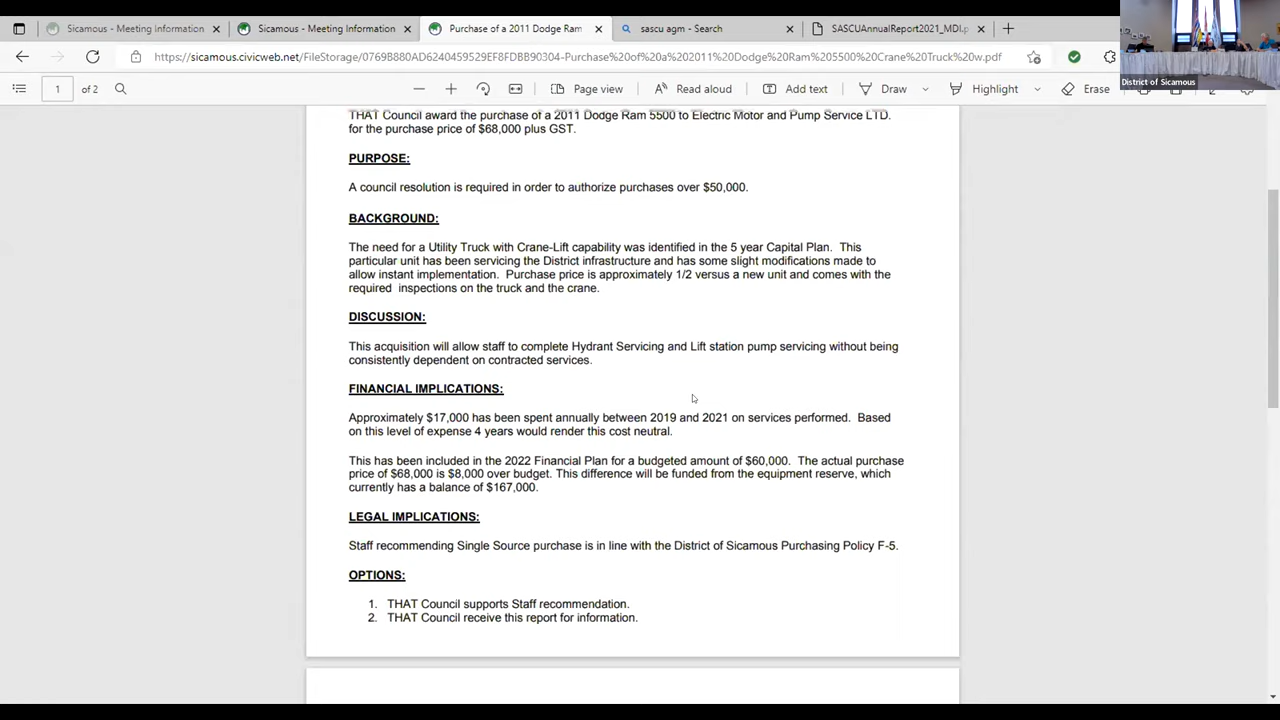 Sicamous - Meeting Information
Sicamous - Meeting Information
Purchase of a 2011 Dodge Ram
sascu agm - Search
SASCUAnnualReport2021_MDI.p
https://sicamous.civicweb.net/FileStorage/0769B880AD6240459529EF8FDBB90304-Purchase%20of%20a%202011%20Dodge%20Ram%205500%20Crane%20Truck%20w.pdf
1 of 2
Page view
Read aloud
Add text
Draw
Highlight
Erase
District of Sicamous
THAT Council award the purchase of a 2011 Dodge Ram 5500 to Electric Motor and Pump Service LTD.
for the purchase price of $68,000 plus GST.
PURPOSE:
A council resolution is required in order to authorize purchases over $50,000.
BACKGROUND:
The need for a Utility Truck with Crane-Lift capability was identified in the 5 year Capital Plan. This
particular unit has been servicing the District infrastructure and has some slight modifications made to
allow instant implementation. Purchase price is approximately 1/2 versus a new unit and comes with the
required inspections on the truck and the crane.
DISCUSSION:
This acquisition will allow staff to complete Hydrant Servicing and Lift station pump servicing without being
consistently dependent on contracted services.
FINANCIAL IMPLICATIONS:
Approximately $17,000 has been spent annually between 2019 and 2021 on services performed. Based
on this level of expense 4 years would render this cost neutral.
This has been included in the 2022 Financial Plan for a budgeted amount of $60,000. The actual purchase
price of $68,000 is $8,000 over budget. This difference will be funded from the equipment reserve, which
currently has a balance of $167,000.
LEGAL IMPLICATIONS:
Staff recommending Single Source purchase is in line with the District of Sicamous Purchasing Policy F-5.
OPTIONS:
1. THAT Council supports Staff recommendation.
2. THAT Council receive this report for information.